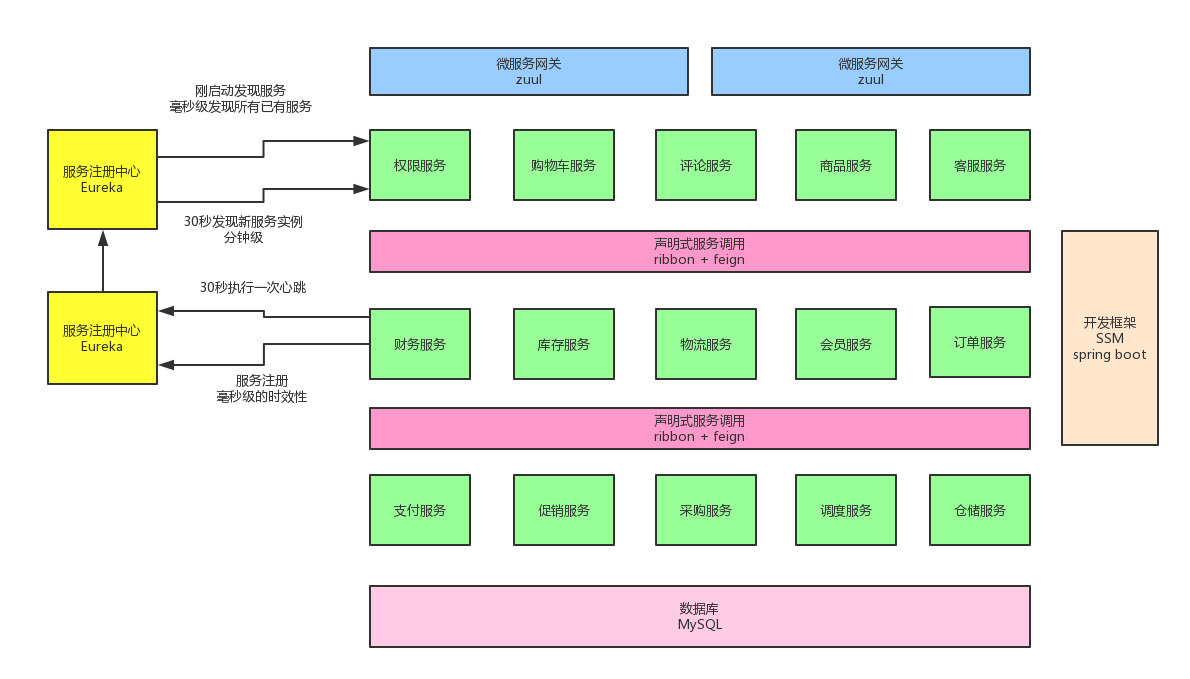 微服务网关
zuul
微服务网关
zuul
刚启动发现服务
毫秒级发现所有已有服务
服务注册中心
Eureka
权限服务
购物车服务
评论服务
商品服务
客服服务
30秒发现新服务实例
分钟级
声明式服务调用
ribbon + feign
30秒执行一次心跳
服务注册中心
Eureka
财务服务
库存服务
物流服务
会员服务
订单服务
开发框架
SSM
spring boot
服务注册
毫秒级的时效性
声明式服务调用
ribbon + feign
支付服务
促销服务
采购服务
调度服务
仓储服务
数据库
MySQL